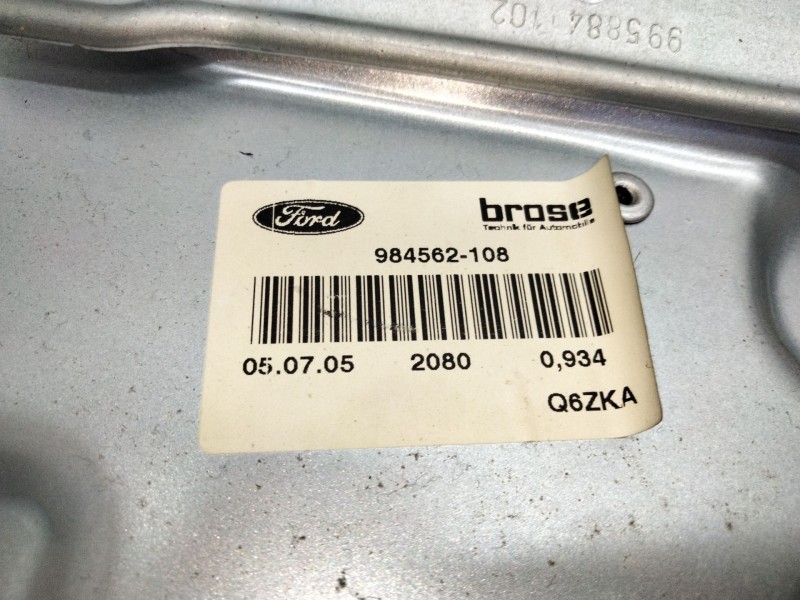 995884 102
Ford
brose
Technik für Automobile
984562-108
05.07.05 2080 0,934
Q6ZKA